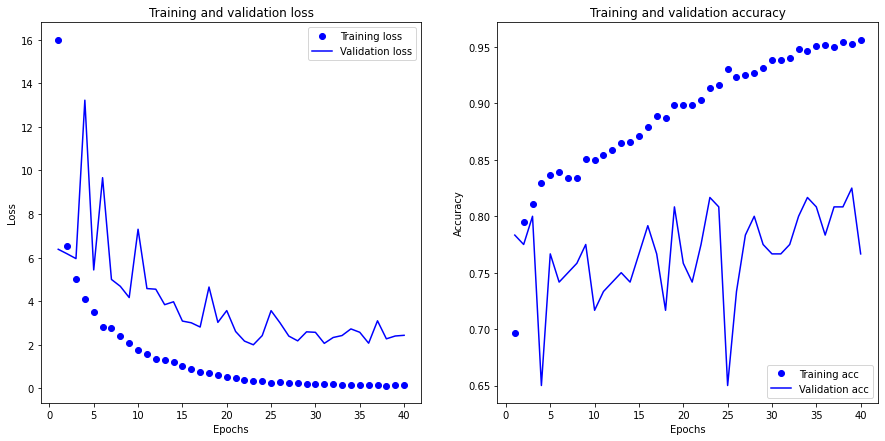 Training and validation loss
16
14
12
10
8
6
4
2
0
Loss
Training loss
Validation loss
0 5 10 15 20 25 30 35 40
Epochs
Training and validation accuracy
0.95
0.90
0.85
0.80
0.75
0.70
0.65
Accuracy
Training acc
Validation acc
0 5 10 15 20 25 30 35 40
Epochs